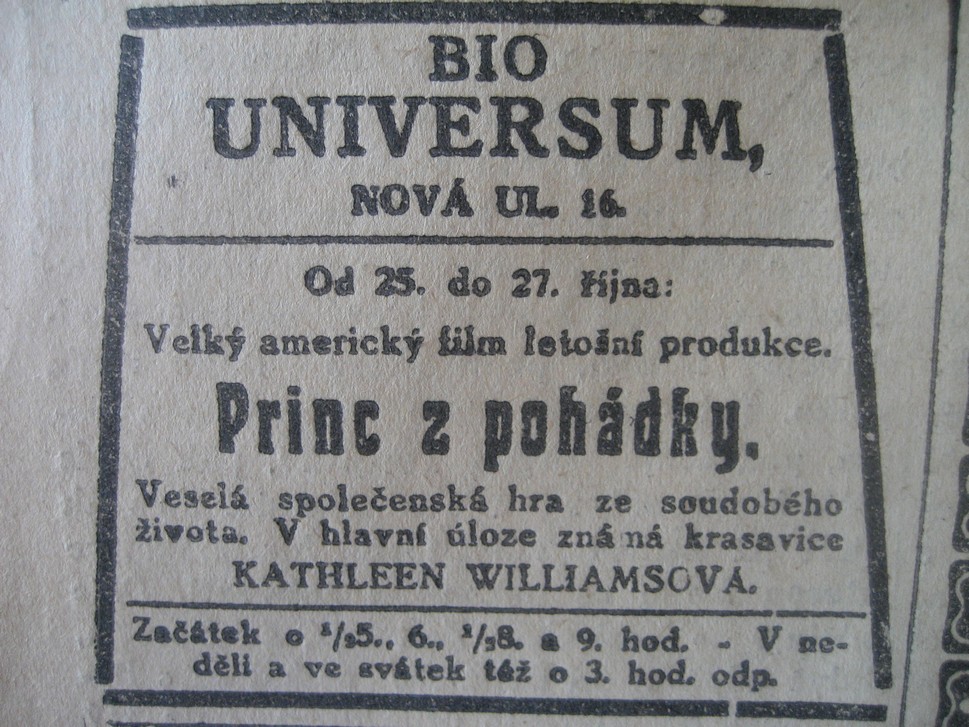 BIO
UNIVERSUM,
NOVÁ UL. 16.
Od 25. do 27. října:
Velký americký film letošní produkce.
Princ z pohádky.
Veselá společenská hra ze soudobého
života. V hlavní úloze známná krasavice
KATHLEEN WILLIAMSOVÁ.
Začátek o 1/25., 6., 1/28. a 9. hod. - V ne-
děli a ve svátek též o 3. hod. odp.